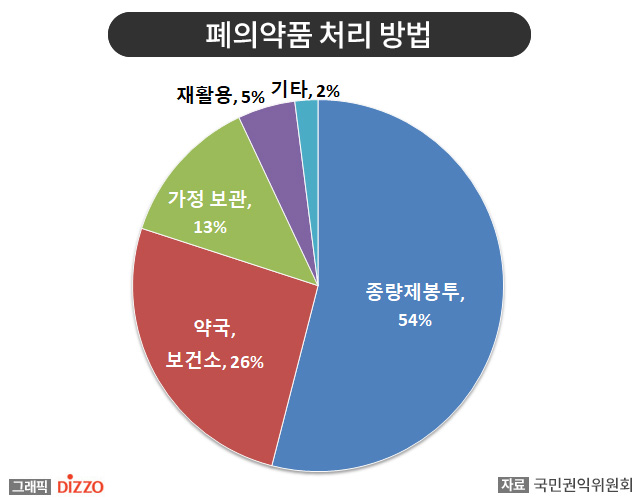 폐의약품 처리 방법
재활용, 5%
기타, 2%
가정 보관,
13%
종량제봉투,
54%
약국,
보건소, 26%
그래픽 DIZZO
자료 국민권익위원회